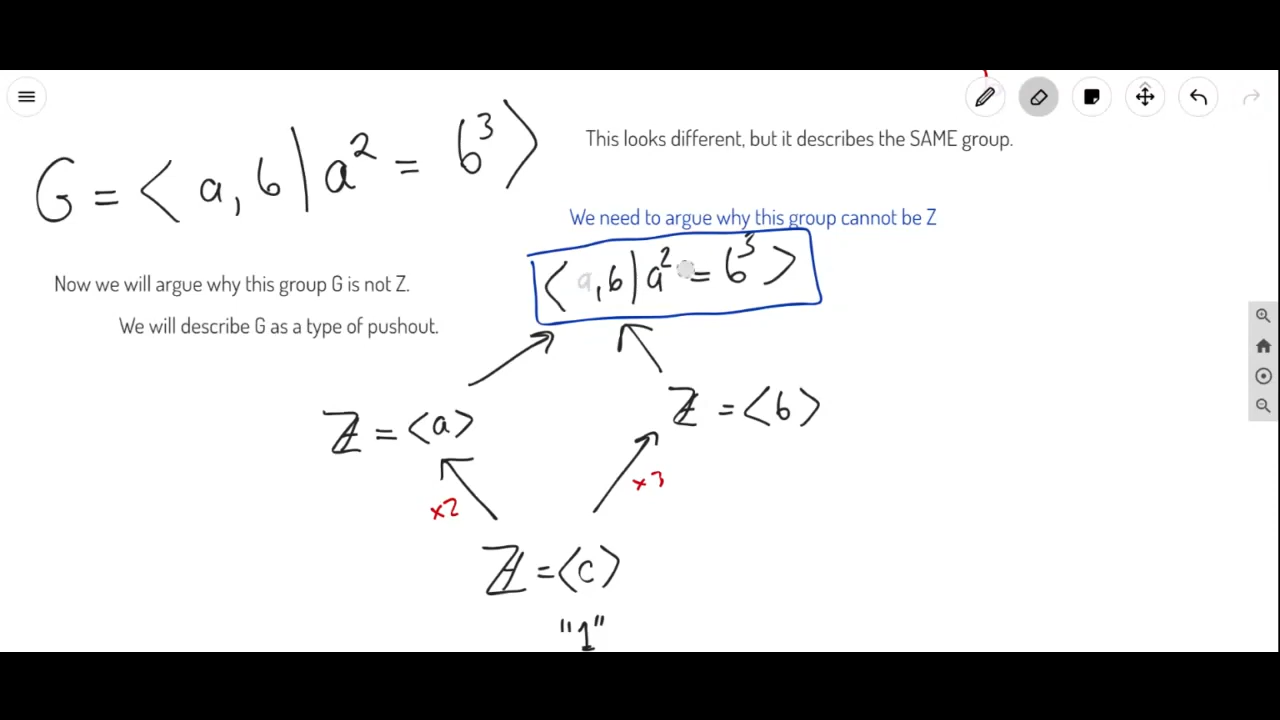 G = ⟨ a, b | a² = b³ ⟩
This looks different, but it describes the SAME group.
We need to argue why this group cannot be Z
⟨ a, b | a² = b³ ⟩
Now we will argue why this group G is not Z.
We will describe G as a type of pushout.
ℤ = ⟨a⟩
ℤ = ⟨b⟩
×2
×3
ℤ = ⟨c⟩
"1"